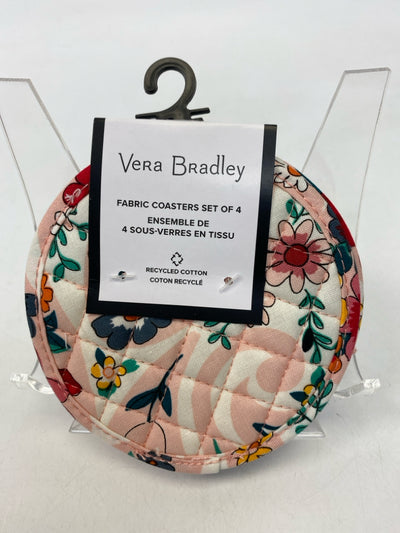 Vera Bradley
FABRIC COASTERS SET OF 4
ENSEMBLE DE
4 SOUS-VERRES EN TISSU
RECYCLED COTTON
COTON RECYCLÉ